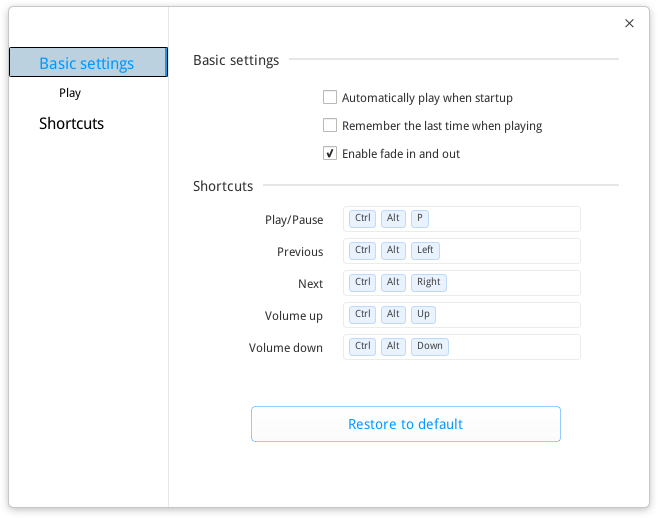 Basic settings
Play
Shortcuts
Basic settings
Automatically play when startup
Remember the last time when playing
Enable fade in and out
Shortcuts
Play/Pause Ctrl Alt P
Previous Ctrl Alt Left
Next Ctrl Alt Right
Volume up Ctrl Alt Up
Volume down Ctrl Alt Down
Restore to default